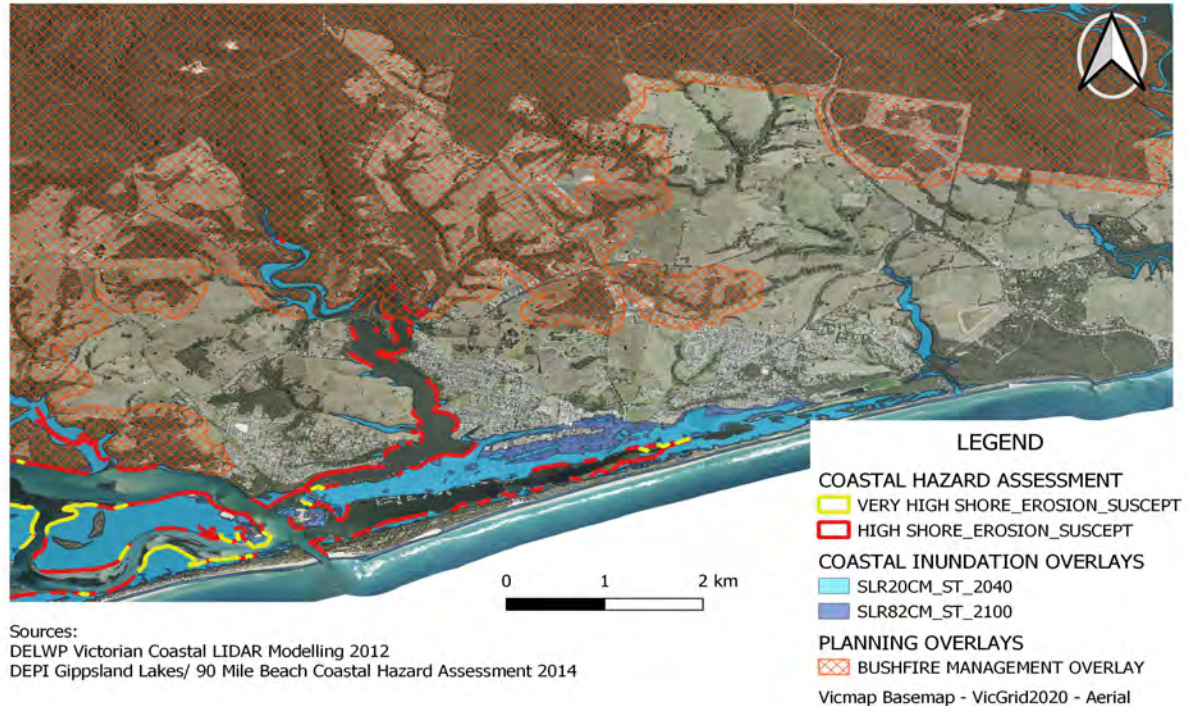 LEGEND
COASTAL HAZARD ASSESSMENT
VERY HIGH SHORE_EROSION_SUSCEPT
HIGH SHORE_EROSION_SUSCEPT
COASTAL INUNDATION OVERLAYS
SLR20CM_ST_2040
SLR82CM_ST_2100
PLANNING OVERLAYS
BUSHFIRE MANAGEMENT OVERLAY
Vicmap Basemap - VicGrid2020 - Aerial
0 1 2 km
Sources:
DELWP Victorian Coastal LIDAR Modelling 2012
DEPI Gippsland Lakes/ 90 Mile Beach Coastal Hazard Assessment 2014